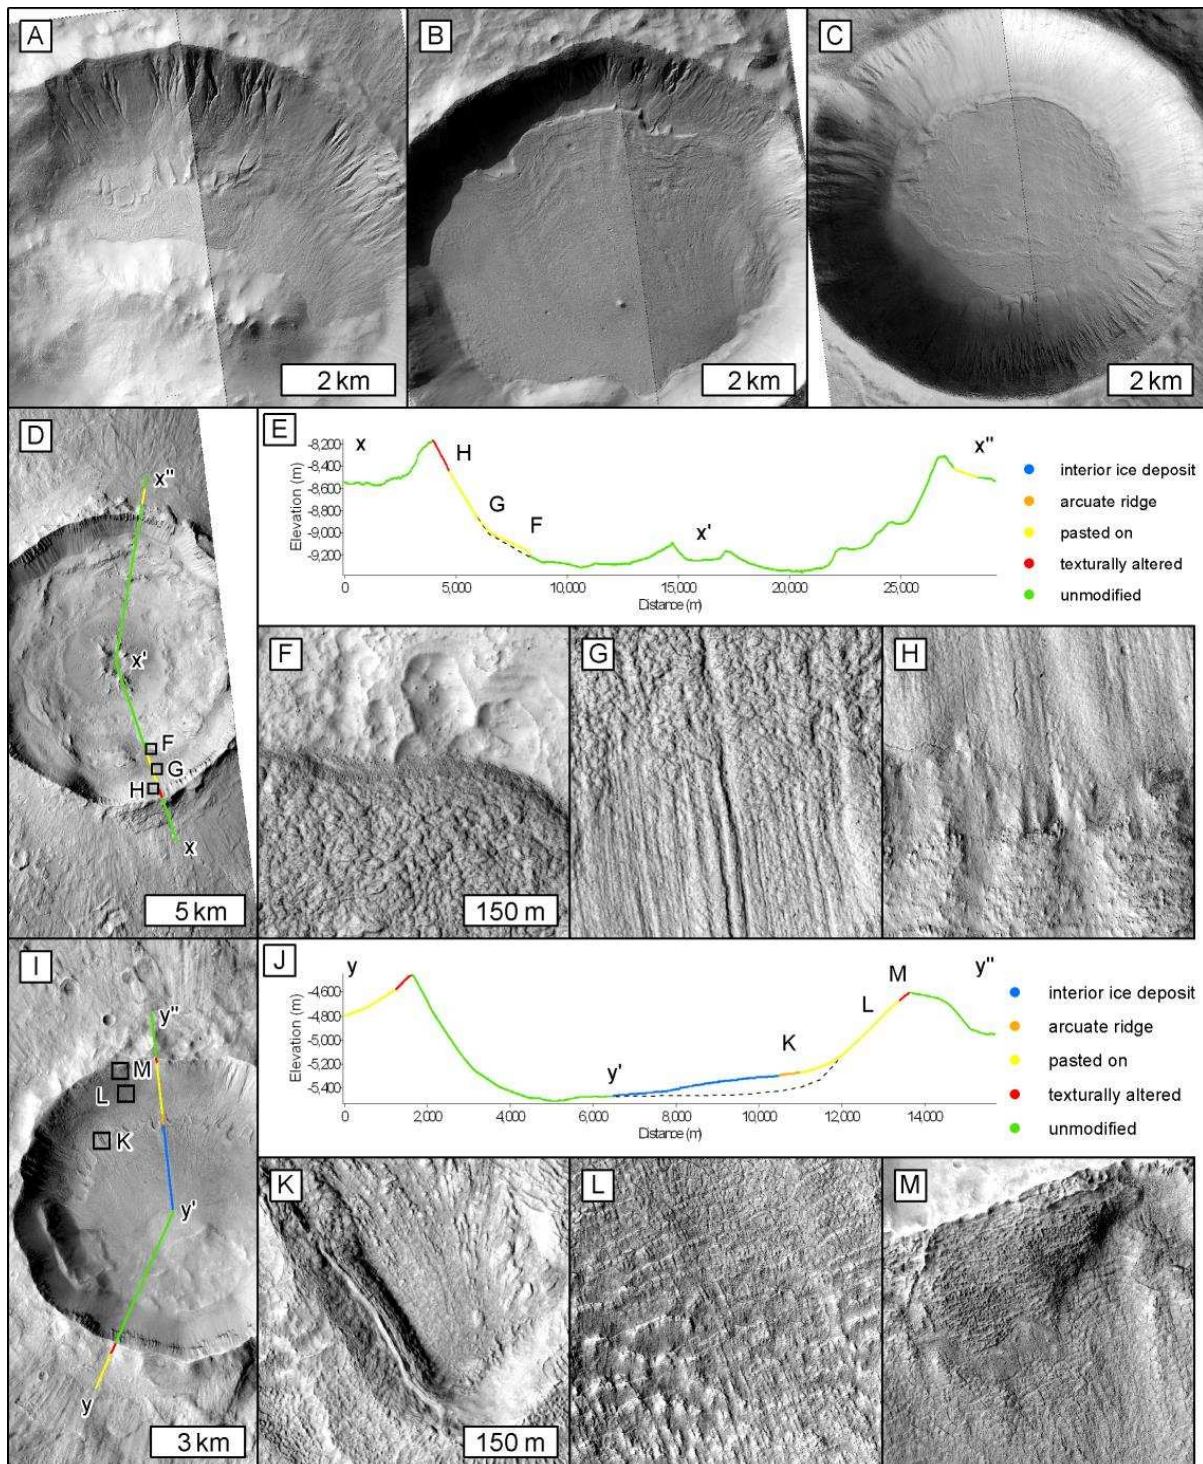 A
B
C
2 km
2 km
2 km
D
x''
x'
F
G
H
x
5 km
E
x
H
G
F
x'
x''
Elevation (m)
-8,200
-8,400
-8,600
-8,800
-9,000
-9,200
0
5,000
10,000
15,000
20,000
25,000
Distance (m)
interior ice deposit
arcuate ridge
pasted on
texturally altered
unmodified
F
G
H
150 m
I
y''
M
L
K
y'
y
3 km
J
y
y'
K
L
M
y''
Elevation (m)
-4,600
-4,800
-5,000
-5,200
-5,400
0
2,000
4,000
6,000
8,000
10,000
12,000
14,000
Distance (m)
interior ice deposit
arcuate ridge
pasted on
texturally altered
unmodified
K
L
M
150 m